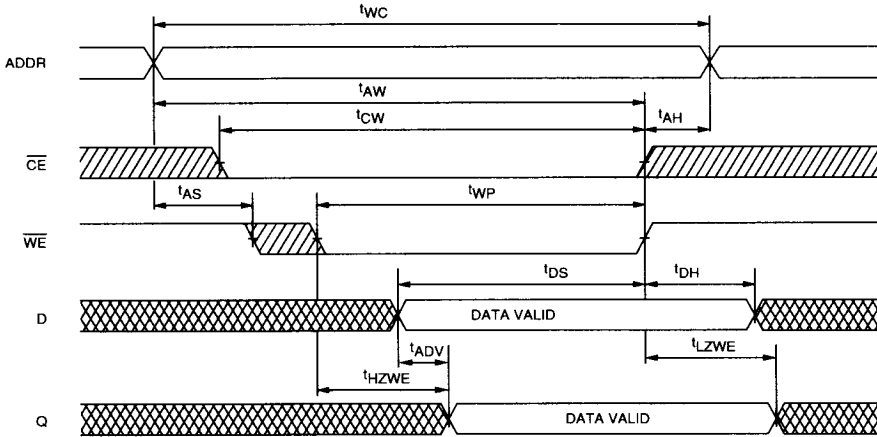 tWC
ADDR
tAW
tCW
tAH
CE
tAS
tWP
WE
tDS
tDH
D
DATA VALID
tADV
tLZWE
tHZWE
Q
DATA VALID